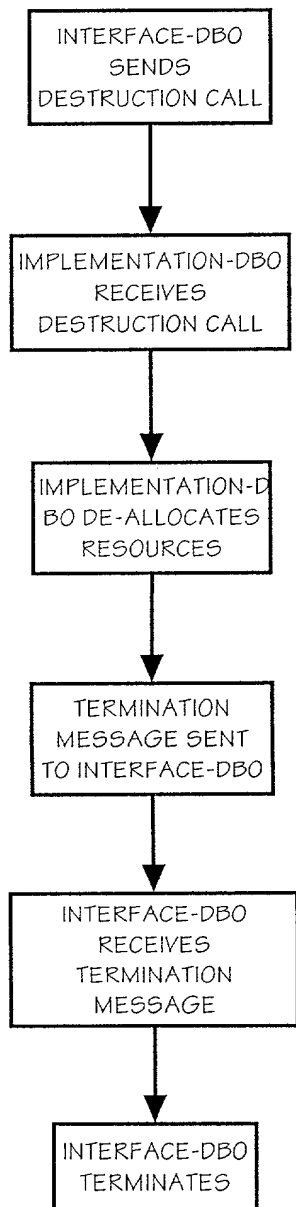 INTERFACE-DBO
SENDS
DESTRUCTION CALL
IMPLEMENTATION-DBO
RECEIVES
DESTRUCTION CALL
IMPLEMENTATION-D
BO DE-ALLOCATES
RESOURCES
TERMINATION
MESSAGE SENT
TO INTERFACE-DBO
INTERFACE-DBO
RECEIVES
TERMINATION
MESSAGE
INTERFACE-DBO
TERMINATES